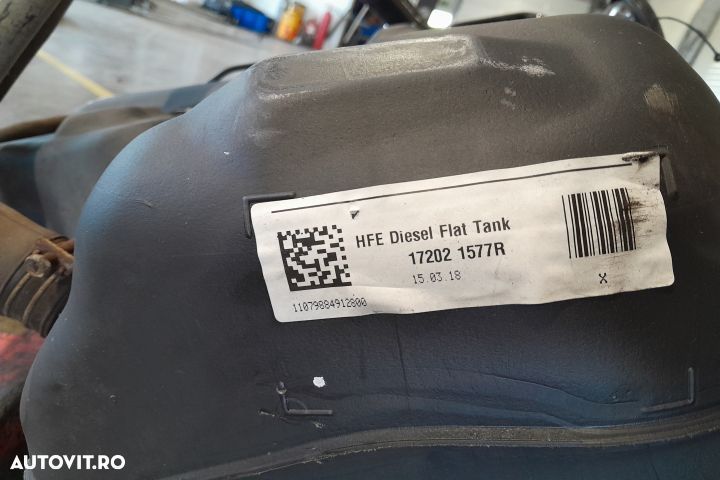 HFE Diesel Flat Tank
17202 1577R
15.03.18
11079884912800
X
AUTOVIT.RO